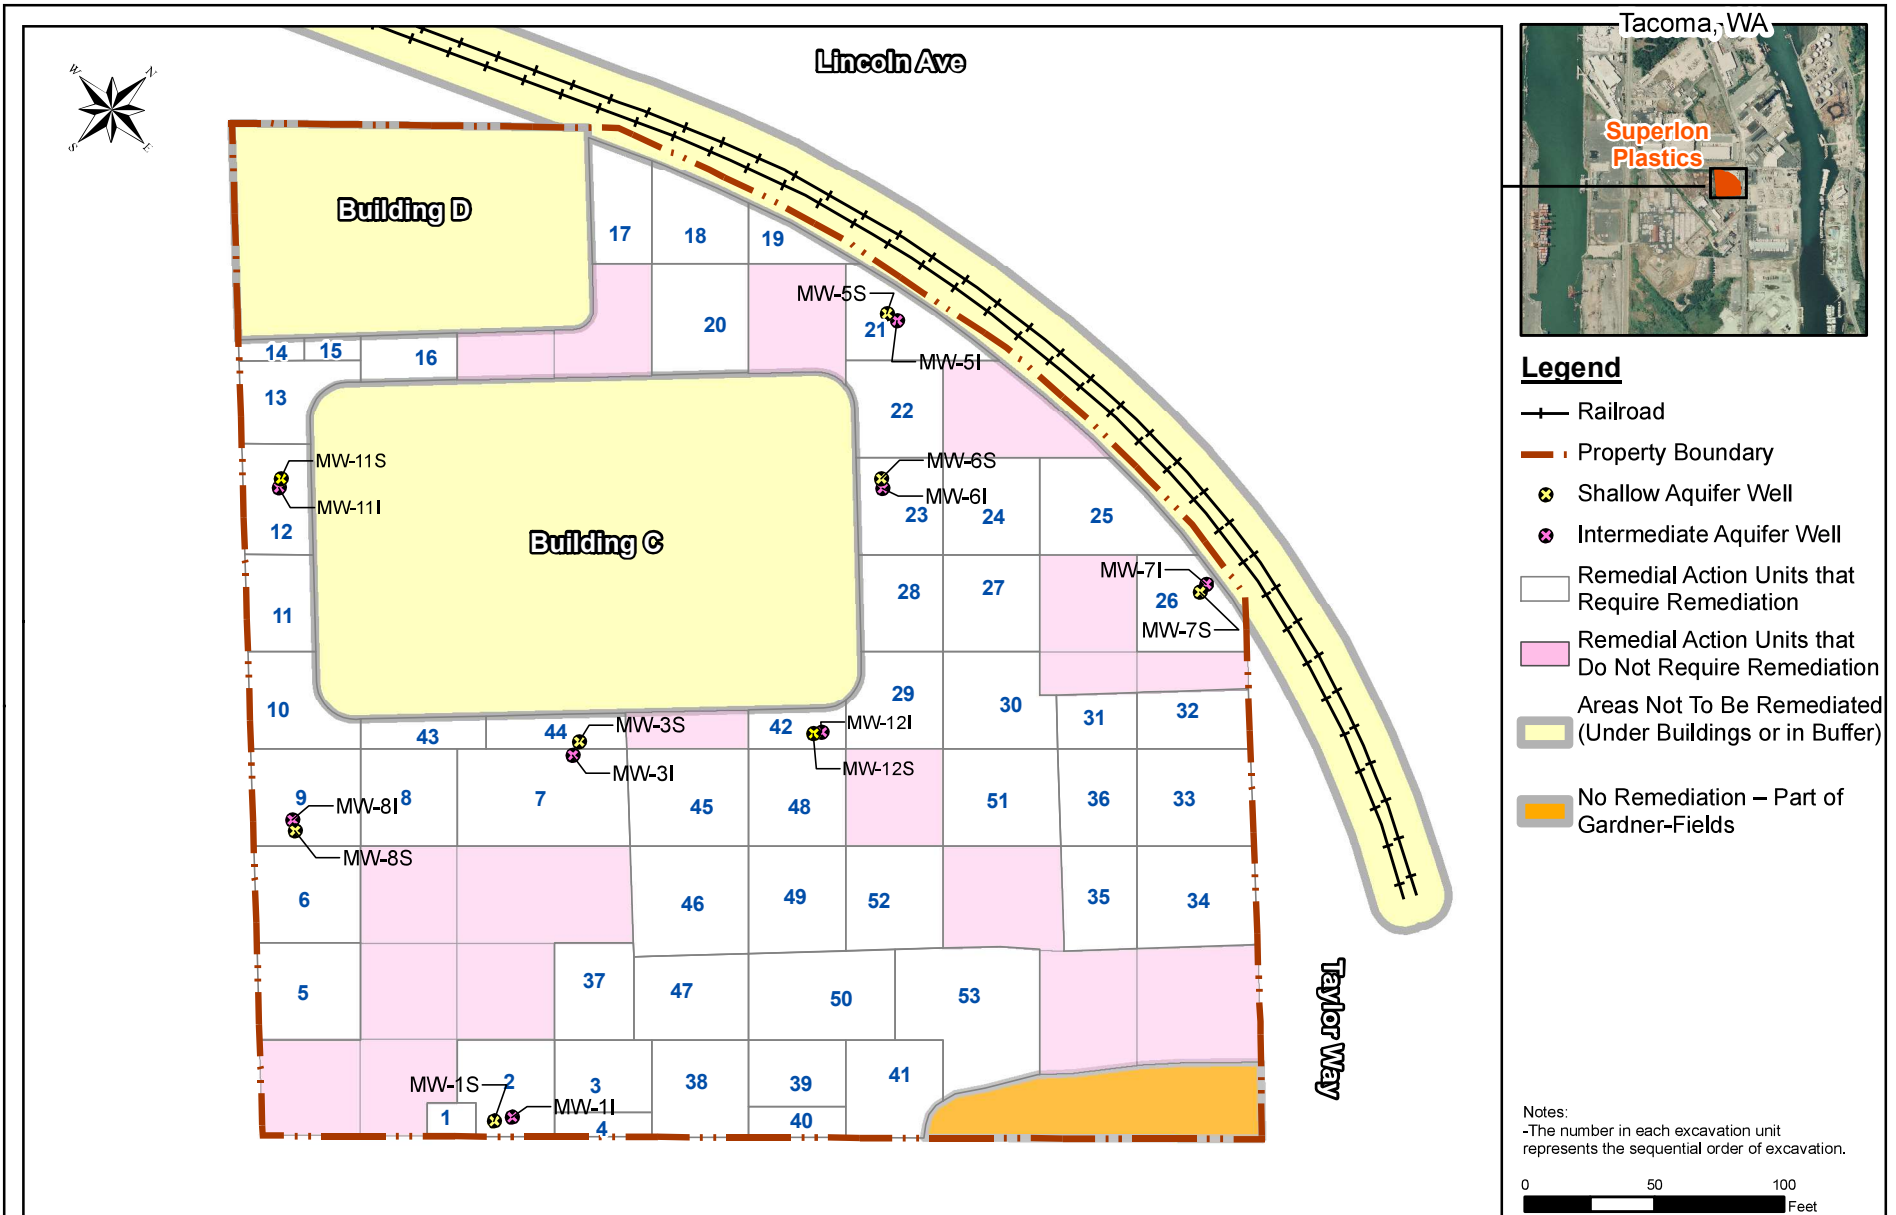 Lincoln Ave
W
N
S
E
Building D
17
18
19
MW-5S
21
20
MW-5I
14
15
16
13
22
MW-11S
MW-11I
MW-6S
MW-6I
12
Building C
23
24
25
11
28
27
MW-7I
26
MW-7S
10
29
30
31
32
43
44
MW-3S
42
MW-12I
MW-3I
MW-12S
9
MW-8I
8
7
45
48
51
36
33
MW-8S
6
46
49
52
35
34
5
37
47
50
53
MW-1S
2
3
38
39
41
1
MW-1I
4
40
Taylor Way
Tacoma, WA
Superlon
Plastics
Legend
Railroad
Property Boundary
Shallow Aquifer Well
Intermediate Aquifer Well
Remedial Action Units that
Require Remediation
Remedial Action Units that
Do Not Require Remediation
Areas Not To Be Remediated
(Under Buildings or in Buffer)
No Remediation – Part of
Gardner-Fields
Notes:
-The number in each excavation unit
represents the sequential order of excavation.
0 50 100
Feet